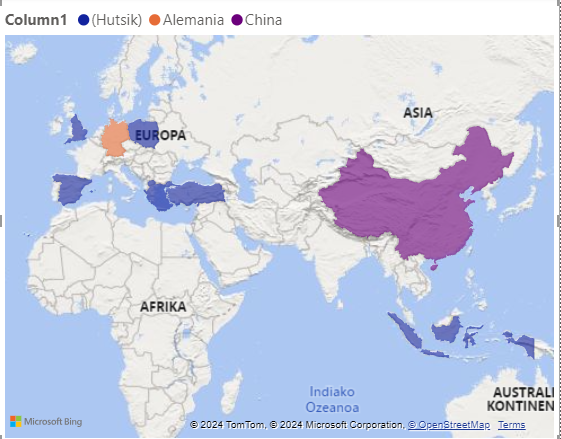 Column1 (Hutsik) Alemania China
ASIA
EUROPA
AFRIKA
Indiako
Ozeanoa
AUSTRALI
KONTINEN
Microsoft Bing
© 2024 TomTom, © 2024 Microsoft Corporation, © OpenStreetMap Terms